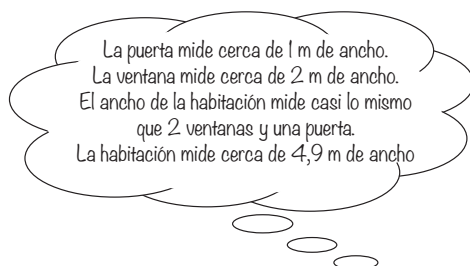 La puerta mide cerca de 1 m de ancho.
La ventana mide cerca de 2 m de ancho.
El ancho de la habitación mide casi lo mismo
que 2 ventanas y una puerta.
La habitación mide cerca de 4,9 m de ancho